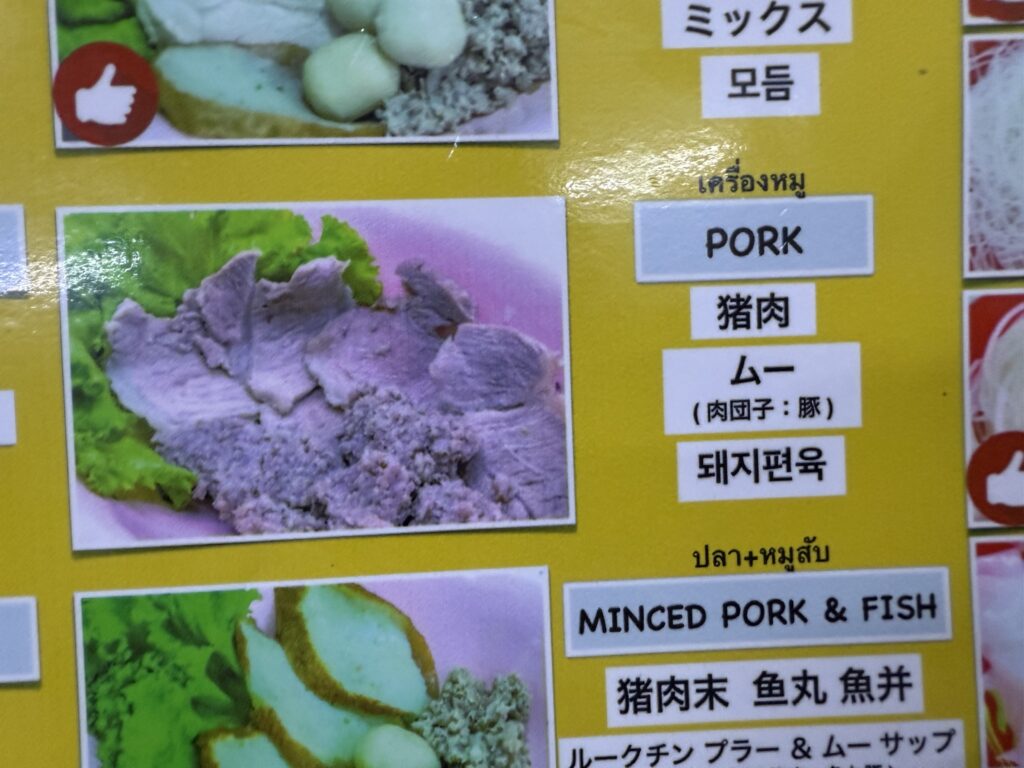 ミックス
모듬
เครื่องหมู
PORK
猪肉
ムー
(肉団子：豚)
돼지편육
ปลา+หมูสับ
MINCED PORK & FISH
猪肉末 鱼丸 魚并
ルークチン プラー & ムー サップ